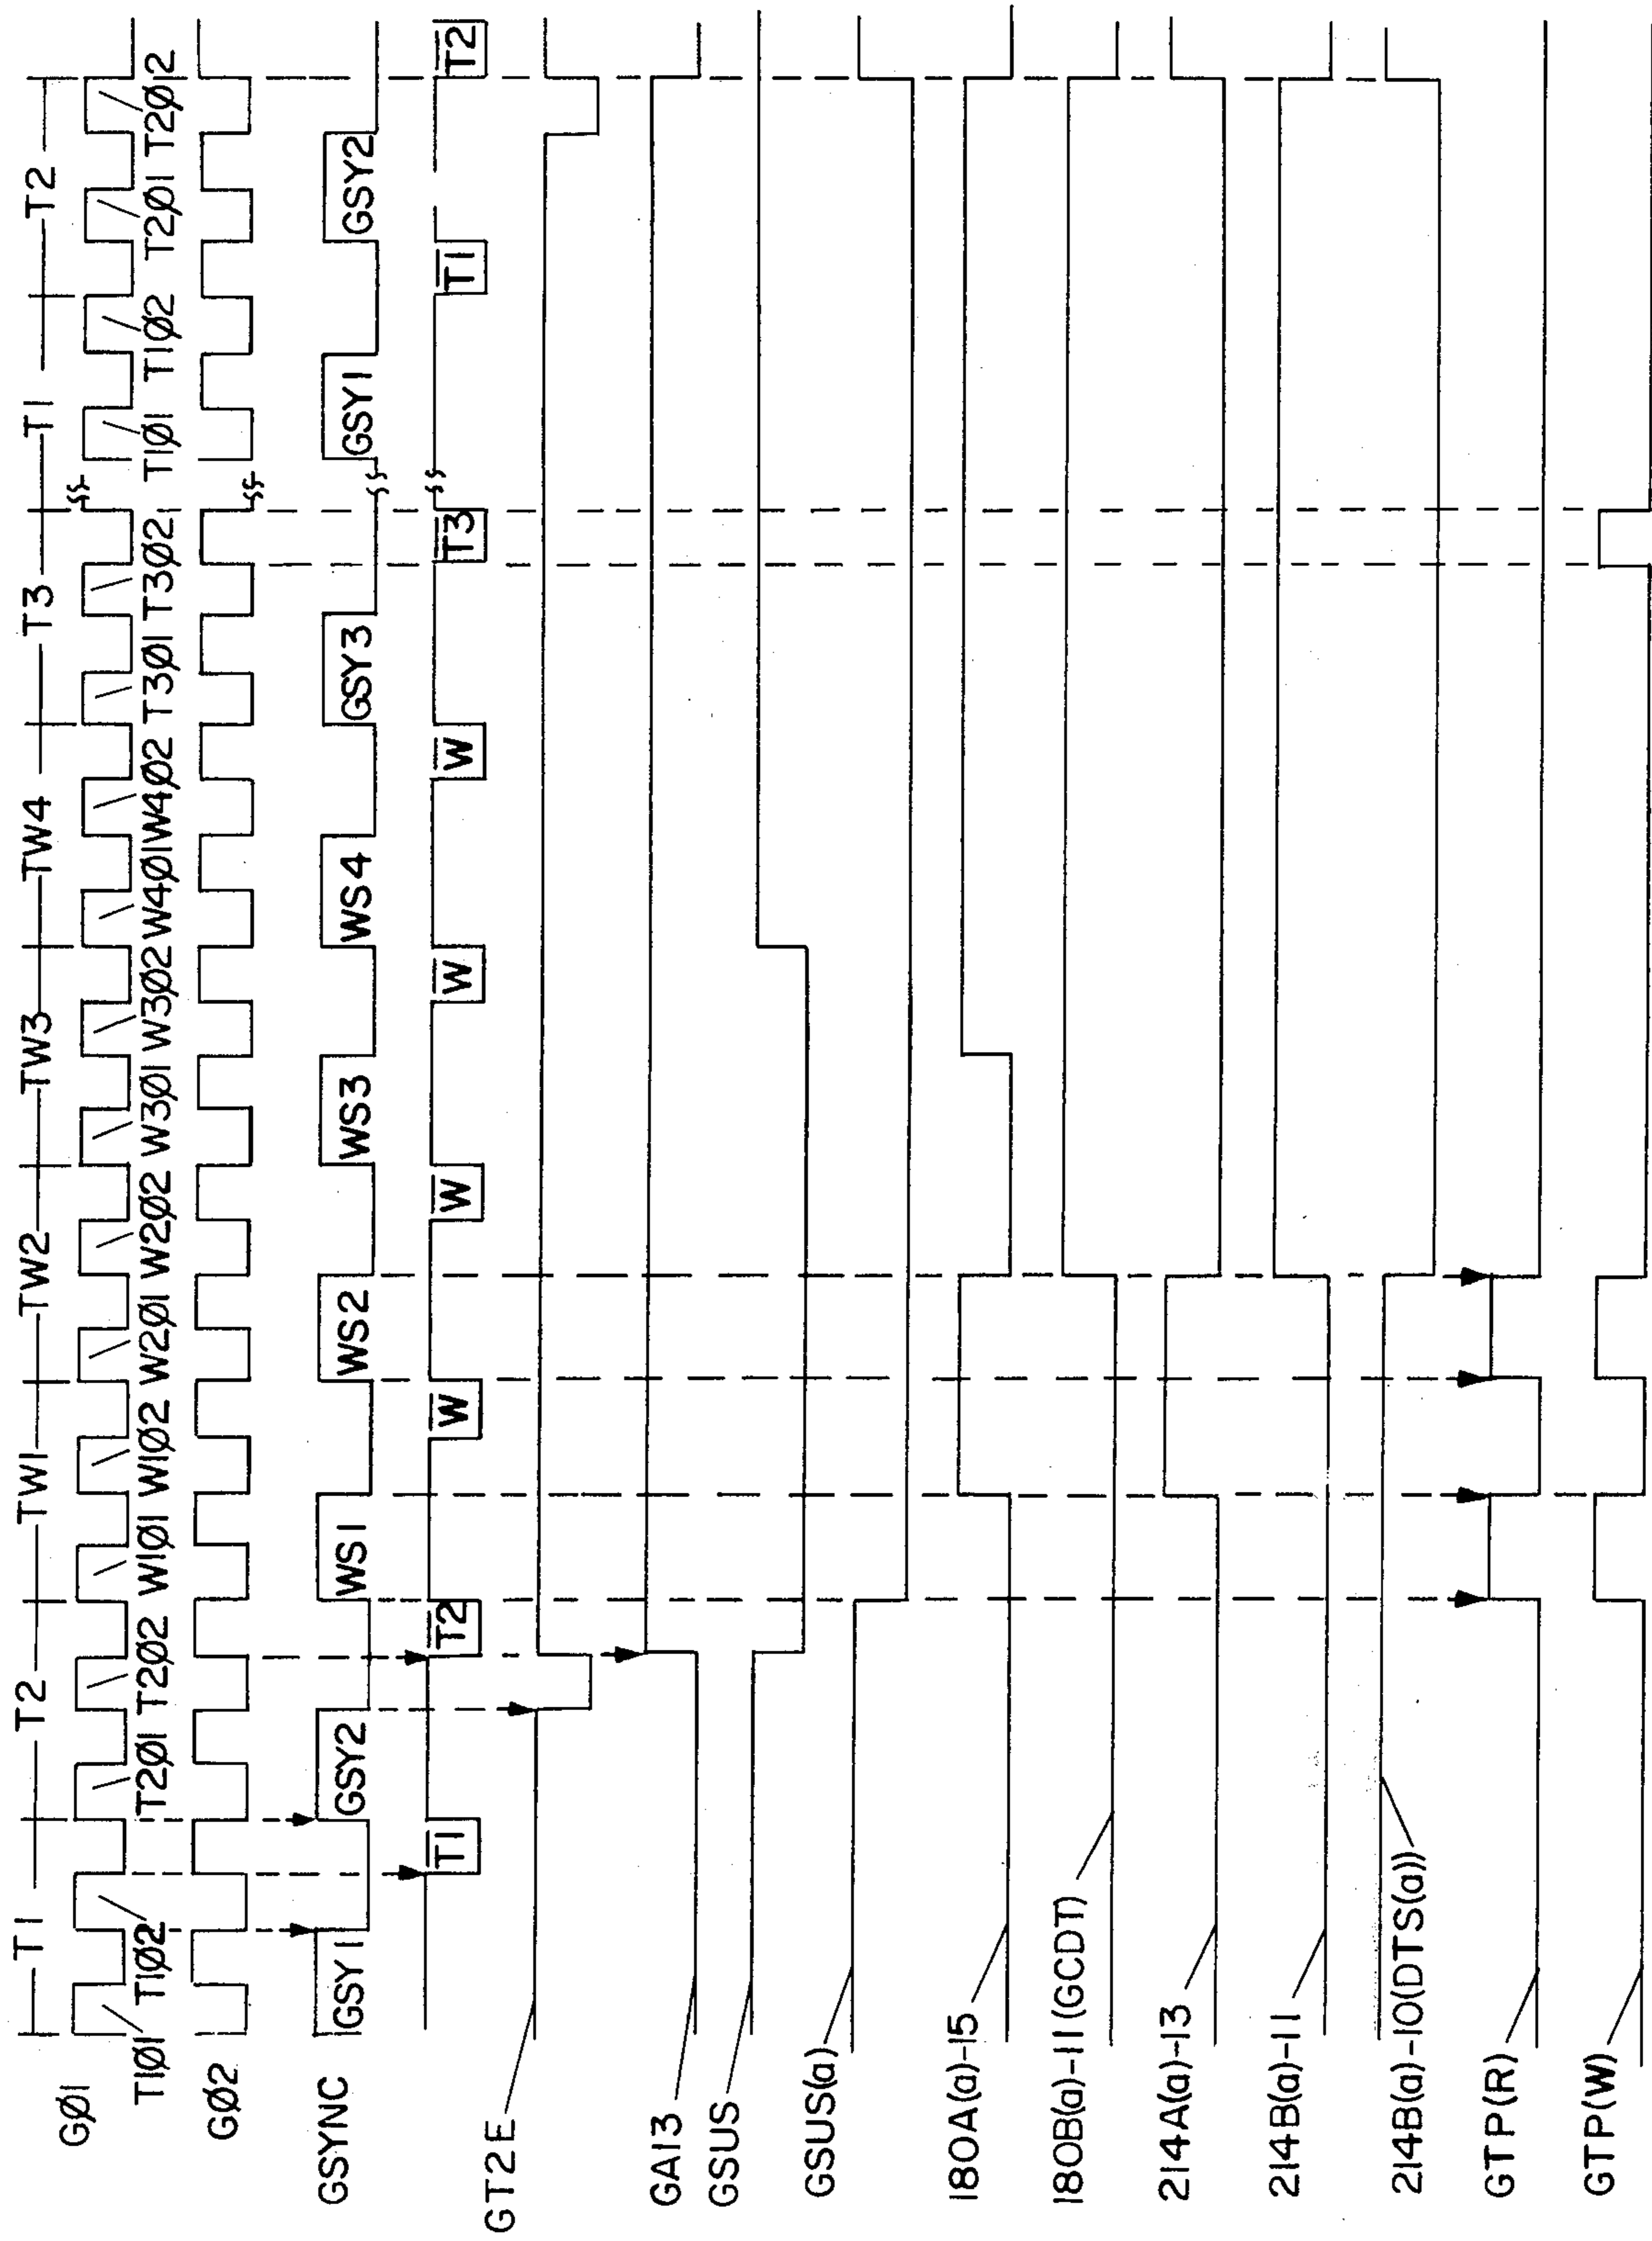 T1 T2 TW1 TW2 TW3 TW4 T3 T1 T2
GØ1
T1Ø1 T1Ø2 T2Ø1 T2Ø2 W1Ø1 W1Ø2 W2Ø1 W2Ø2 W3Ø1 W3Ø2 W4Ø1 W4Ø2 T3Ø1 T3Ø2 T1Ø1 T1Ø2 T2Ø1 T2Ø2
GØ2
GSYNC GSY1 GSY2 WS1 WS2 WS3 WS4 GSY3 GSY1 GSY2
T1 T2 W W W W T3 T1 T2
GT2E
GA13
GSUS
GSUS(a)
180A(a)-15
180B(a)-11(GCDT)
214A(a)-13
214B(a)-11
214B(a)-10(DTS(a))
GTP(R)
GTP(W)